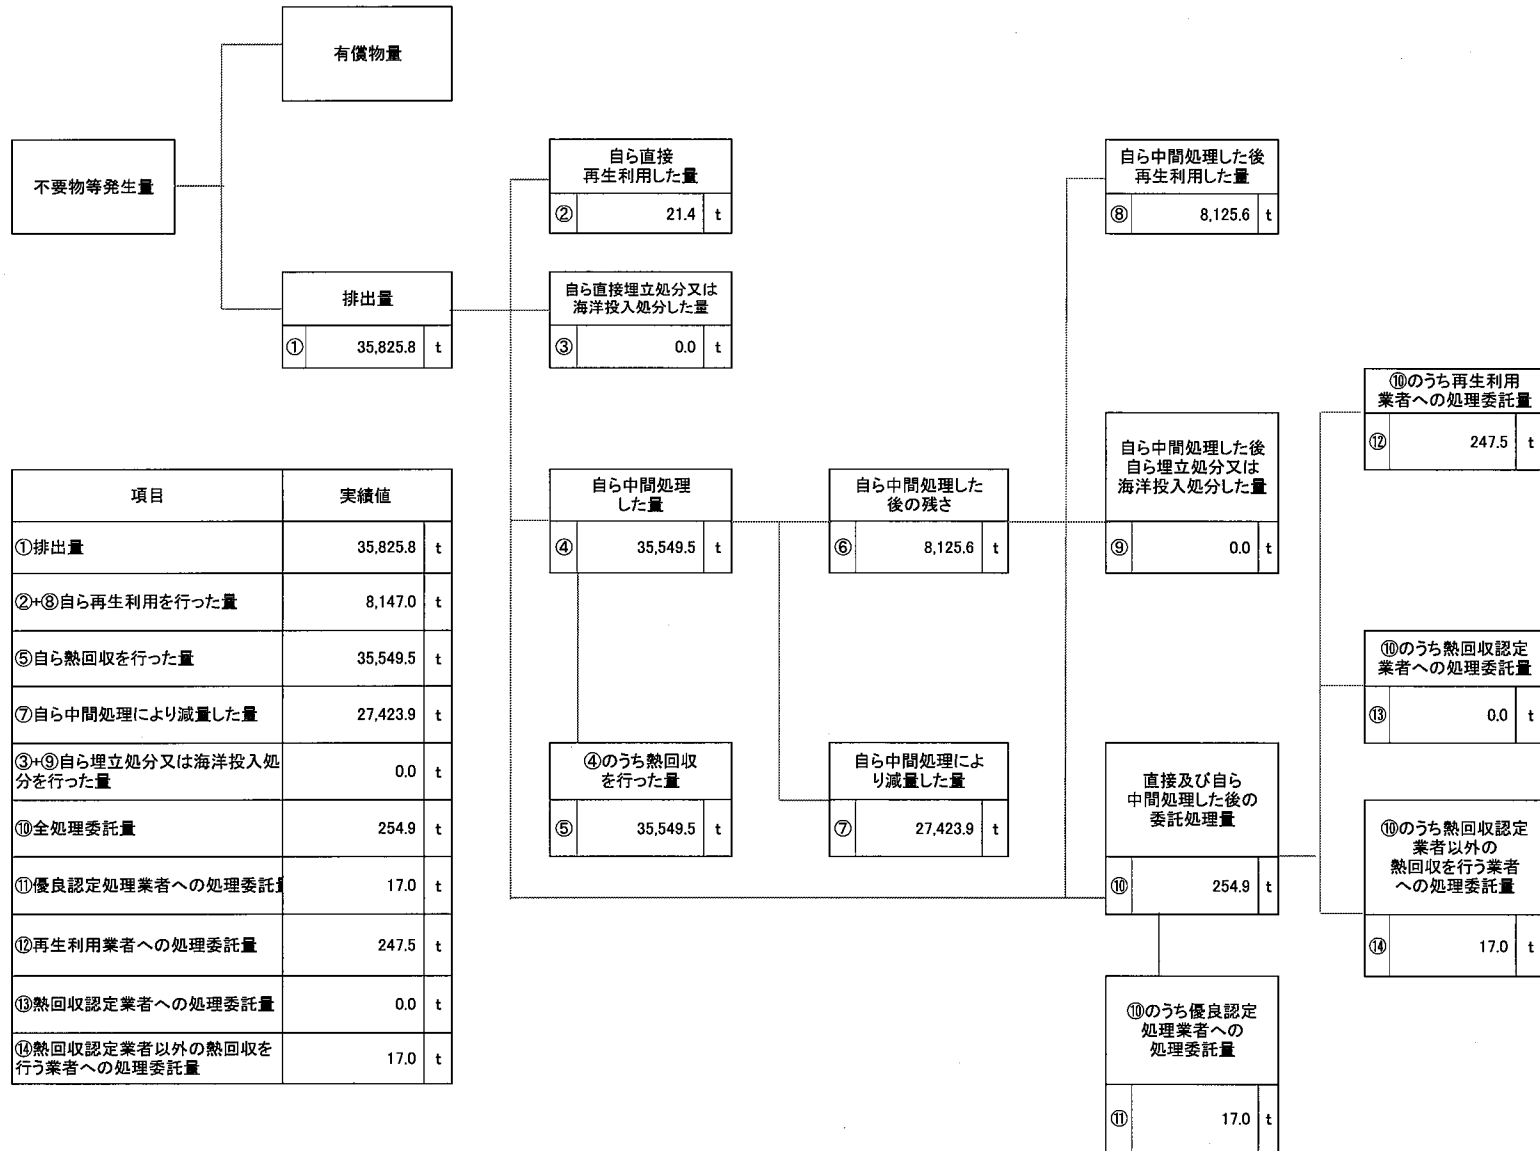 有償物量
不要物等発生量
排出量
① 35,825.8 t
自ら直接
再生利用した量
② 21.4 t
自ら直接埋立処分又は
海洋投入処分した量
③ 0.0 t
自ら中間処理
した量
④ 35,549.5 t
④のうち熱回収
を行った量
⑤ 35,549.5 t
自ら中間処理した
後の残さ
⑥ 8,125.6 t
自ら中間処理によ
り減量した量
⑦ 27,423.9 t
自ら中間処理した後
再生利用した量
⑧ 8,125.6 t
自ら中間処理した後
自ら埋立処分又は
海洋投入処分した量
⑨ 0.0 t
直接及び自ら
中間処理した後の
委託処理量
⑩ 254.9 t
⑩のうち優良認定
処理業者への
処理委託量
⑪ 17.0 t
⑩のうち再生利用
業者への処理委託量
⑫ 247.5 t
⑩のうち熱回収認定
業者への処理委託量
⑬ 0.0 t
⑩のうち熱回収認定
業者以外の
熱回収を行う業者
への処理委託量
⑭ 17.0 t
項目 実績値
①排出量 35,825.8 t
②+⑧自ら再生利用を行った量 8,147.0 t
⑤自ら熱回収を行った量 35,549.5 t
⑦自ら中間処理により減量した量 27,423.9 t
③+⑨自ら埋立処分又は海洋投入処
分を行った量 0.0 t
⑩全処理委託量 254.9 t
⑪優良認定処理業者への処理委託量 17.0 t
⑫再生利用業者への処理委託量 247.5 t
⑬熱回収認定業者への処理委託量 0.0 t
⑭熱回収認定業者以外の熱回収を
行う業者への処理委託量 17.0 t